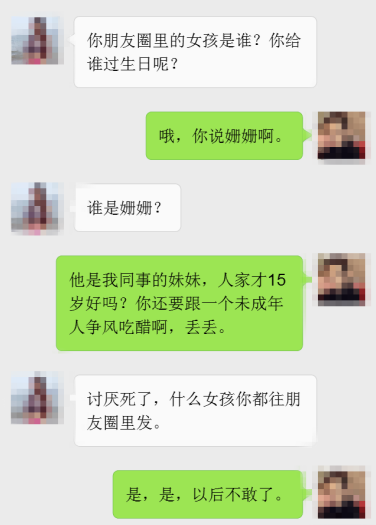 你朋友圈里的女孩是谁？你给
谁过生日呢？
哦，你说姗姗啊。
谁是姗姗？
他是我同事的妹妹，人家才15
岁好吗？你还要跟一个未成年
人争风吃醋啊，丢丢。
讨厌死了，什么女孩你都往朋
友圈里发。
是，是，以后不敢了。